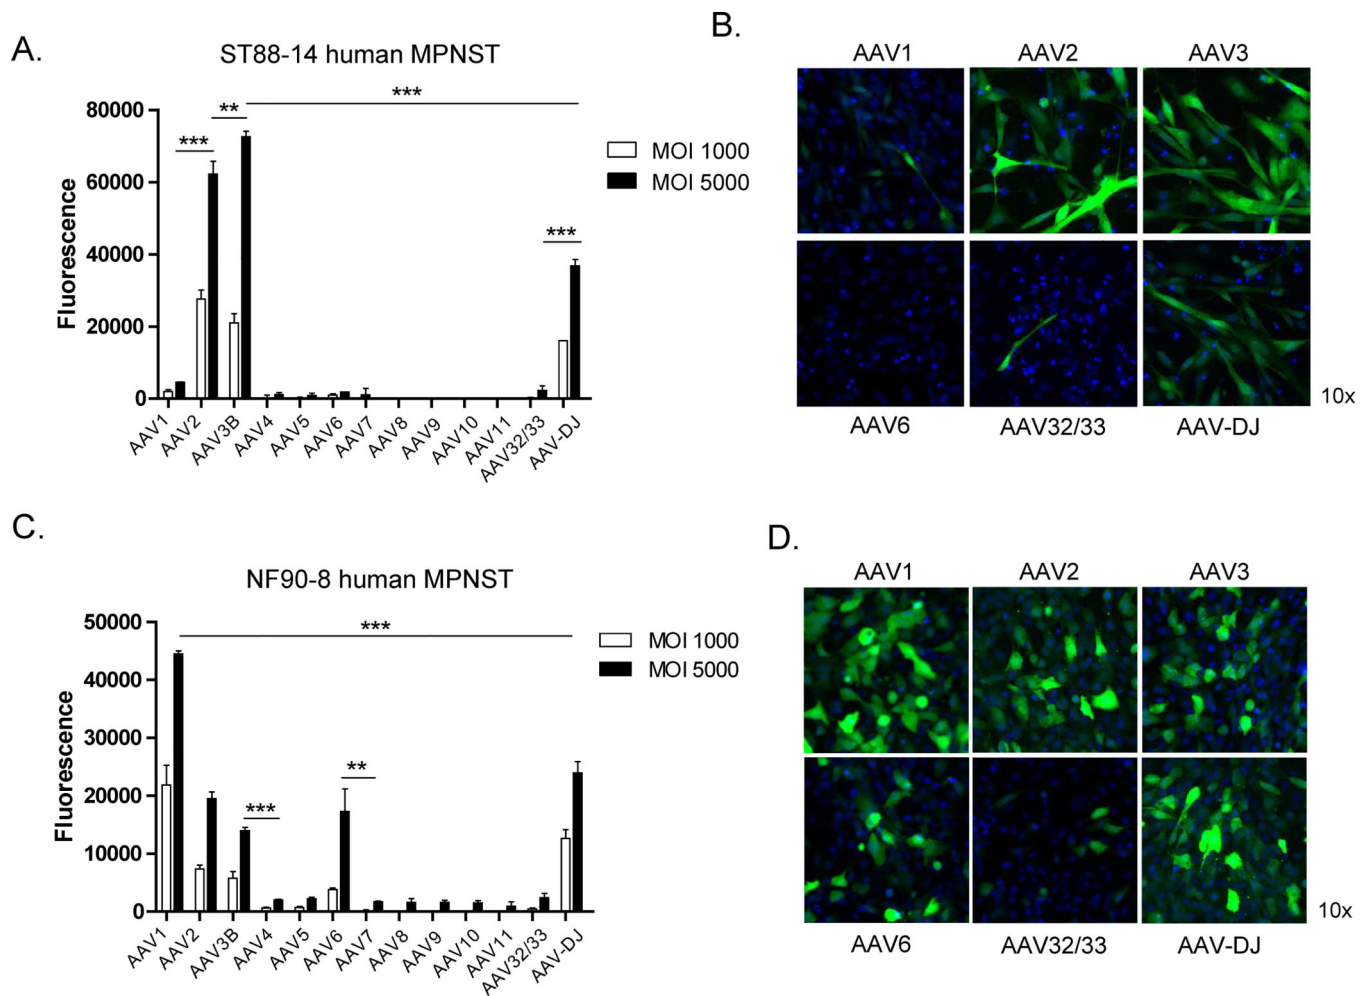 A.
ST88-14 human MPNST
Fluorescence
80000
60000
40000
20000
0
***
**
***
***
MOI 1000
MOI 5000
AAV1
AAV2
AAV3B
AAV4
AAV5
AAV6
AAV7
AAV8
AAV9
AAV10
AAV11
AAV32/33
AAV-DJ
B.
AAV1 AAV2 AAV3
AAV6 AAV32/33 AAV-DJ
10x
C.
NF90-8 human MPNST
Fluorescence
50000
40000
30000
20000
10000
0
***
***
**
MOI 1000
MOI 5000
AAV1
AAV2
AAV3B
AAV4
AAV5
AAV6
AAV7
AAV8
AAV9
AAV10
AAV11
AAV32/33
AAV-DJ
D.
AAV1 AAV2 AAV3
AAV6 AAV32/33 AAV-DJ
10x